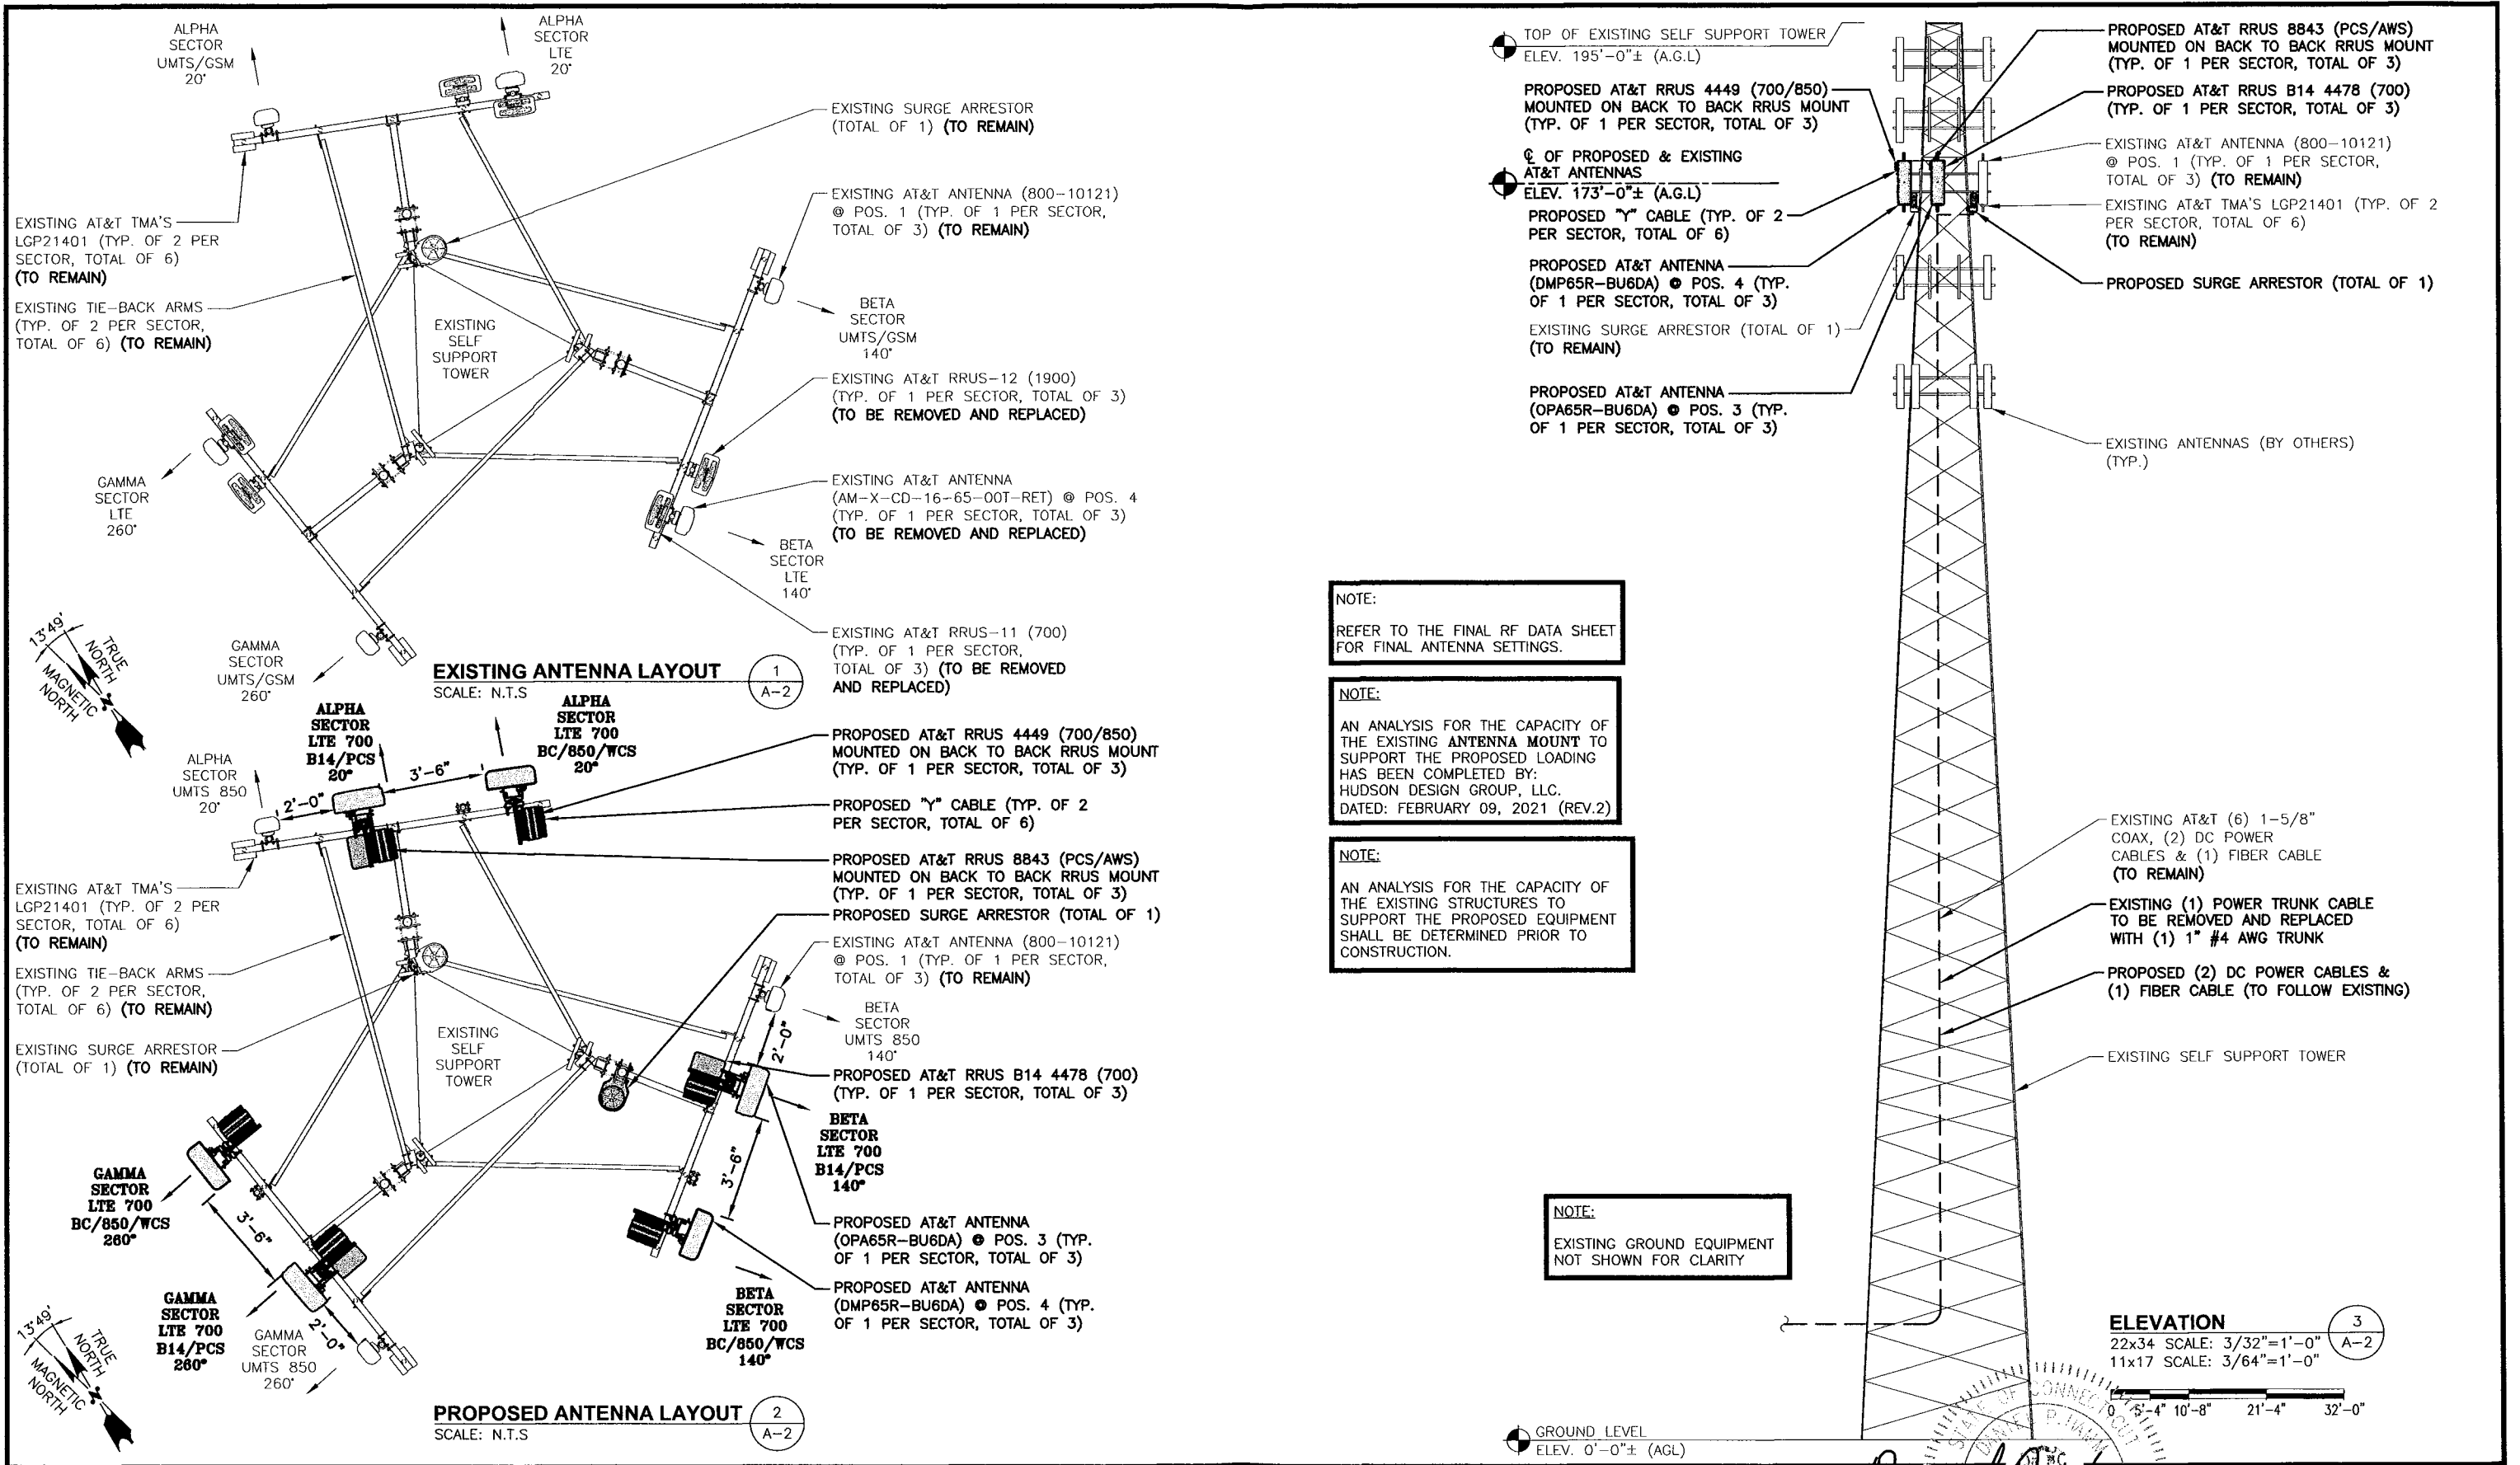 ALPHA
SECTOR
UMTS/GSM
20°
ALPHA
SECTOR
LTE
20°
EXISTING SURGE ARRESTOR
(TOTAL OF 1) (TO REMAIN)
EXISTING AT&T ANTENNA (800-10121)
@ POS. 1 (TYP. OF 1 PER SECTOR,
TOTAL OF 3) (TO REMAIN)
EXISTING AT&T TMA'S
LGP21401 (TYP. OF 2 PER
SECTOR, TOTAL OF 6)
(TO REMAIN)
EXISTING TIE-BACK ARMS
(TYP. OF 2 PER SECTOR,
TOTAL OF 6) (TO REMAIN)
EXISTING
SELF
SUPPORT
TOWER
BETA
SECTOR
UMTS/GSM
140°
EXISTING AT&T RRUS-12 (1900)
(TYP. OF 1 PER SECTOR, TOTAL OF 3)
(TO BE REMOVED AND REPLACED)
GAMMA
SECTOR
LTE
260°
EXISTING AT&T ANTENNA
(AM-X-CD-16-65-00T-RET) @ POS. 4
(TYP. OF 1 PER SECTOR, TOTAL OF 3)
(TO BE REMOVED AND REPLACED)
BETA
SECTOR
LTE
140°
EXISTING AT&T RRUS-11 (700)
(TYP. OF 1 PER SECTOR,
TOTAL OF 3) (TO BE REMOVED
AND REPLACED)
GAMMA
SECTOR
UMTS/GSM
260°
13°49'
TRUE
NORTH
MAGNETIC
NORTH
N
EXISTING ANTENNA LAYOUT
SCALE: N.T.S
1
A-2
ALPHA
SECTOR
LTE 700
B14/PCS
20°
ALPHA
SECTOR
LTE 700
BC/850/WCS
20°
ALPHA
SECTOR
UMTS 850
20°
2'-0"
3'-6"
PROPOSED AT&T RRUS 4449 (700/850)
MOUNTED ON BACK TO BACK RRUS MOUNT
(TYP. OF 1 PER SECTOR, TOTAL OF 3)
PROPOSED "Y" CABLE (TYP. OF 2
PER SECTOR, TOTAL OF 6)
PROPOSED AT&T RRUS 8843 (PCS/AWS)
MOUNTED ON BACK TO BACK RRUS MOUNT
(TYP. OF 1 PER SECTOR, TOTAL OF 3)
PROPOSED SURGE ARRESTOR (TOTAL OF 1)
EXISTING AT&T ANTENNA (800-10121)
@ POS. 1 (TYP. OF 1 PER SECTOR,
TOTAL OF 3) (TO REMAIN)
EXISTING AT&T TMA'S
LGP21401 (TYP. OF 2 PER
SECTOR, TOTAL OF 6)
(TO REMAIN)
EXISTING TIE-BACK ARMS
(TYP. OF 2 PER SECTOR,
TOTAL OF 6) (TO REMAIN)
EXISTING SURGE ARRESTOR
(TOTAL OF 1) (TO REMAIN)
EXISTING
SELF
SUPPORT
TOWER
BETA
SECTOR
UMTS 850
140°
2'-0"
PROPOSED AT&T RRUS B14 4478 (700)
(TYP. OF 1 PER SECTOR, TOTAL OF 3)
BETA
SECTOR
LTE 700
B14/PCS
140°
3'-6"
PROPOSED AT&T ANTENNA
(OPA65R-BU6DA) @ POS. 3 (TYP.
OF 1 PER SECTOR, TOTAL OF 3)
PROPOSED AT&T ANTENNA
(DMP65R-BU6DA) @ POS. 4 (TYP.
OF 1 PER SECTOR, TOTAL OF 3)
BETA
SECTOR
LTE 700
BC/850/WCS
140°
GAMMA
SECTOR
LTE 700
BC/850/WCS
260°
3'-6"
GAMMA
SECTOR
LTE 700
B14/PCS
260°
2'-0"
GAMMA
SECTOR
UMTS 850
260°
13°49'
TRUE
NORTH
MAGNETIC
NORTH
N
PROPOSED ANTENNA LAYOUT
SCALE: N.T.S
2
A-2
TOP OF EXISTING SELF SUPPORT TOWER
ELEV. 195'-0"± (A.G.L)
PROPOSED AT&T RRUS 4449 (700/850)
MOUNTED ON BACK TO BACK RRUS MOUNT
(TYP. OF 1 PER SECTOR, TOTAL OF 3)
℄ OF PROPOSED & EXISTING
AT&T ANTENNAS
ELEV. 173'-0"± (A.G.L)
PROPOSED "Y" CABLE (TYP. OF 2
PER SECTOR, TOTAL OF 6)
PROPOSED AT&T ANTENNA
(DMP65R-BU6DA) @ POS. 4 (TYP.
OF 1 PER SECTOR, TOTAL OF 3)
EXISTING SURGE ARRESTOR (TOTAL OF 1)
(TO REMAIN)
PROPOSED AT&T ANTENNA
(OPA65R-BU6DA) @ POS. 3 (TYP.
OF 1 PER SECTOR, TOTAL OF 3)
PROPOSED AT&T RRUS 8843 (PCS/AWS)
MOUNTED ON BACK TO BACK RRUS MOUNT
(TYP. OF 1 PER SECTOR, TOTAL OF 3)
PROPOSED AT&T RRUS B14 4478 (700)
(TYP. OF 1 PER SECTOR, TOTAL OF 3)
EXISTING AT&T ANTENNA (800-10121)
@ POS. 1 (TYP. OF 1 PER SECTOR,
TOTAL OF 3) (TO REMAIN)
EXISTING AT&T TMA'S LGP21401 (TYP. OF 2
PER SECTOR, TOTAL OF 6)
(TO REMAIN)
PROPOSED SURGE ARRESTOR (TOTAL OF 1)
EXISTING ANTENNAS (BY OTHERS)
(TYP.)
NOTE:
REFER TO THE FINAL RF DATA SHEET
FOR FINAL ANTENNA SETTINGS.
NOTE:
AN ANALYSIS FOR THE CAPACITY OF
THE EXISTING ANTENNA MOUNT TO
SUPPORT THE PROPOSED LOADING
HAS BEEN COMPLETED BY:
HUDSON DESIGN GROUP, LLC.
DATED: FEBRUARY 09, 2021 (REV.2)
NOTE:
AN ANALYSIS FOR THE CAPACITY OF
THE EXISTING STRUCTURES TO
SUPPORT THE PROPOSED EQUIPMENT
SHALL BE DETERMINED PRIOR TO
CONSTRUCTION.
EXISTING AT&T (6) 1-5/8"
COAX, (2) DC POWER
CABLES & (1) FIBER CABLE
(TO REMAIN)
EXISTING (1) POWER TRUNK CABLE
TO BE REMOVED AND REPLACED
WITH (1) 1" #4 AWG TRUNK
PROPOSED (2) DC POWER CABLES &
(1) FIBER CABLE (TO FOLLOW EXISTING)
EXISTING SELF SUPPORT TOWER
NOTE:
EXISTING GROUND EQUIPMENT
NOT SHOWN FOR CLARITY
ELEVATION
22x34 SCALE: 3/32"=1'-0"
11x17 SCALE: 3/64"=1'-0"
3
A-2
0 5'-4" 10'-8" 21'-4" 32'-0"
GROUND LEVEL
ELEV. 0'-0"± (AGL)
STATE OF CONNECTICUT
DANIEL P. HAMM